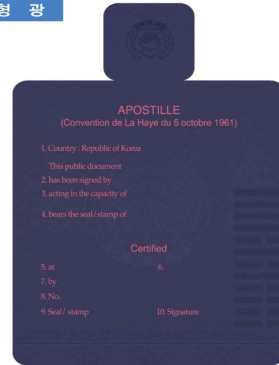 형 광
APOSTILLE
(Convention de La Haye du 5 octobre 1961)
1. Country : Republic of Korea
This public document
2. has been signed by
3. acting in the capacity of
4. bears the seal/stamp of
Certified
5. at 6.
7. by
8. No.
9. Seal/ stamp 10. Signature